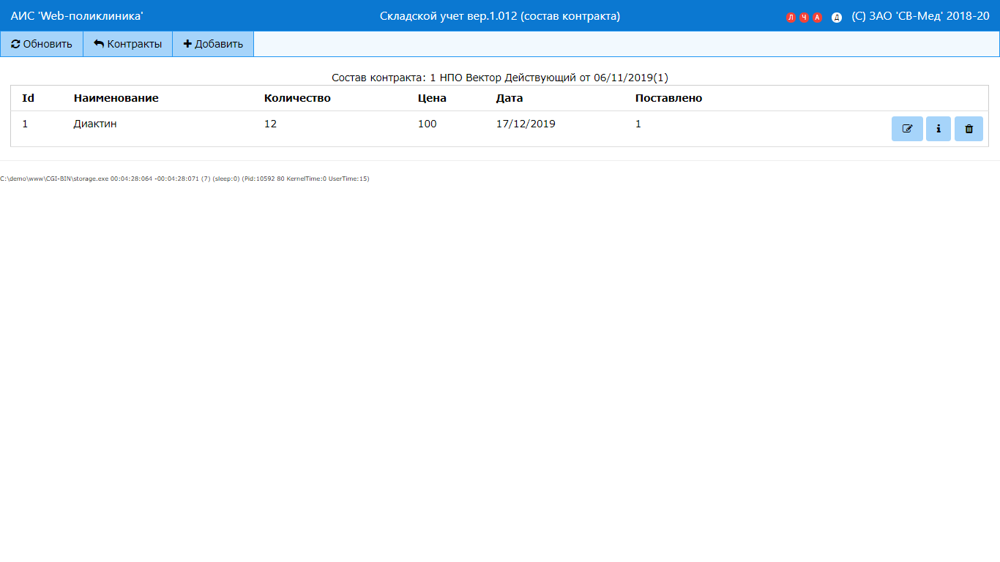 АИС 'Web-поликлиника' Складской учет вер.1.012 (состав контракта) Л Ч А Д (C) ЗАО 'СВ-Мед' 2018-20
Обновить Контракты Добавить
Состав контракта: 1 НПО Вектор Действующий от 06/11/2019(1)
Id Наименование Количество Цена Дата Поставлено
1 Диактин 12 100 17/12/2019 1
C:\demo\www\CGI-BIN\storage.exe 00:04:28:064 -00:04:28:071 (7) (sleep:0) (Pid:10592 80 KernelTime:0 UserTime:15)